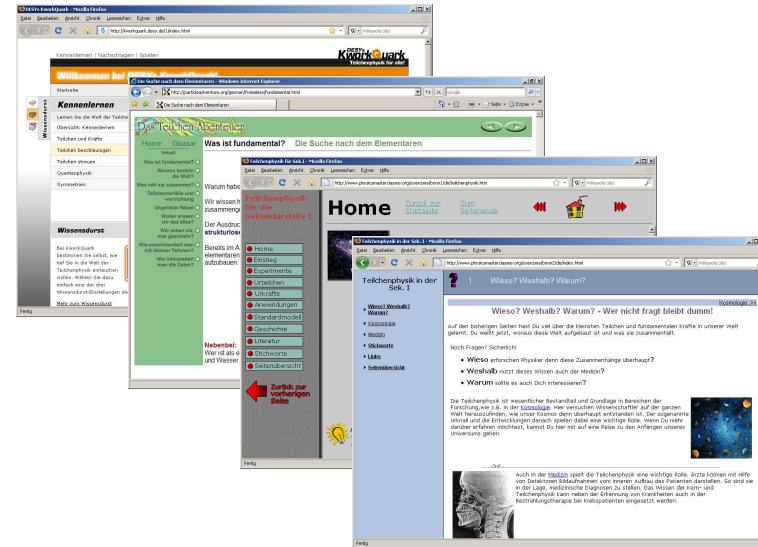 DESYs KworkQuark - Mozilla Firefox
Datei Bearbeiten Ansicht Chronik Lesezeichen Extras Hilfe
http://kworkquark.desy.de/1/index.html
Wikipedia (de)
Kennenlernen | Nachschlagen | Spielen
DESYs
KworkQuark
Teilchenphysik für alle!
Willkommen bei DESYs KworkQuark!
Startseite
Wissensdurst
Kennenlernen
Lernen Sie die Welt der Teilche
Übersicht: Kennenlernen
Teilchen und Kräfte
Teilchen beschleunigen
Teilchen streuen
Quantenphysik
Symmetrien
Wissensdurst
Bei KworkQuark
bestimmen Sie selbst, wie
tief Sie in die Welt der
Teilchenphysik eintauchen
wollen. Wählen Sie dazu
einfach eine der drei
Wissensdurst-Einstellungen ob
Mehr zum Wissensdurst
Fertig
Die Suche nach dem Elementaren - Windows Internet Explorer
http://particleadventure.org/german/frameless/fundamental.html
Google
Die Suche nach dem Elementaren
Seite Extras
Das Teilchen Abenteuer
Home Glossar
Was ist fundamental? Die Suche nach dem Elementaren
Inhalt
Was ist fundamental?
Woraus besteht
die Welt?
Was hält sie zusammen?
Teilchenzerfälle und
-vernichtung
Ungelöste Rätsel
Woher wissen
wir das alles?
Wie sehen wir,
was geschieht?
Wie experimentiert man
mit kleinen Teilchen?
Wie interpretiert
man die Daten?
Warum habe
Wir wissen h
zusammenge
Der Ausdruc
strukturlose
Bereits im A
elementaren
aufzubauen:
Nebenbei:
Wer ist als e
und Wasser
Teilchenphysik für Sek.I - Mozilla Firefox
Datei Bearbeiten Ansicht Chronik Lesezeichen Extras Hilfe
http://www.physicsmasterclasses.org/exercises/bonn1/de/teilchenphysik.htm
Wikipedia (de)
Teilchenphysik
für die
Sekundarstufe I
Home
Zurück zur
Startseite
Zum
Seitenende
Home
Einstieg
Experimente
Urteilchen
Urkräfte
Anwendungen
Standardmodell
Geschichte
Literatur
Stichworte
Seitenübersicht
Zurück zur
vorherigen
Seite
Fertig
Teilchenphysik in der Sek. I - Mozilla Firefox
Datei Bearbeiten Ansicht Chronik Lesezeichen Extras Hilfe
Wikipedia (de)
Teilchenphysik in der
Sek. I
? 1 Wieso? Weshalb? Warum?
Kosmologie >>
Wieso? Weshalb?
Warum?
Kosmologie
Medizin
Stichworte
Links
Seitenübersicht
Wieso? Weshalb? Warum? - Wer nicht fragt bleibt dumm!
Auf den bisherigen Seiten hast Du viel über die kleinsten Teilchen und fundamentalen Kräfte in unserer Welt
gelernt. Du weißt jetzt, woraus diese Welt aufgebaut ist und was sie zusammenhält.
Noch Fragen? Sicherlich!
• Wieso erforschen Physiker denn diese Zusammenhänge überhaupt?
• Weshalb nutzt dieses Wissen auch der Medizin?
• Warum sollte es auch Dich interessieren?
Die Teilchenphysik ist wesentlicher Bestandteil und Grundlage in Bereichen der
Forschung,wie z.B. in der Kosmologie. Hier versuchen Wissenschaftler auf der ganzen
Welt herauszufinden, wie unser Kosmos denn überhaupt entstanden ist. Der sogenannte
Urknall und die Entwicklungen danach spielen dabei eine wichtige Rolle. Wenn Du mehr
darüber erfahren möchtest, kannst Du hier mit auf eine Reise zu den Anfängen unseres
Universums gehen.
Auch in der Medizin spielt die Teilchenphysik eine wichtige Rolle. Ärzte können mit Hilfe
von Detektoren Bildaufnahmen vom inneren Aufbau des Patienten darstellen. So sind sie
in der Lage, medizinische Diagnosen zu stellen. Das Wissen der Kern- und
Teilchenphysik kann neben der Erkennung von Krankheiten auch in der
Bestrahlungstherapie bei Krebspatienten eingesetzt werden.
Fertig